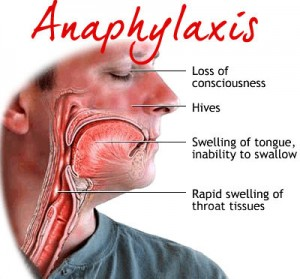 Anaphylaxis
Loss of
consciousness
Hives
Swelling of tongue,
inability to swallow
Rapid swelling of
throat tissues